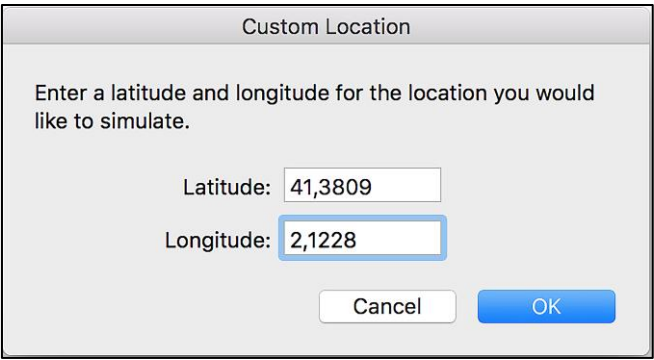 Custom Location
Enter a latitude and longitude for the location you would
like to simulate.
Latitude: 41,3809
Longitude: 2,1228
Cancel OK